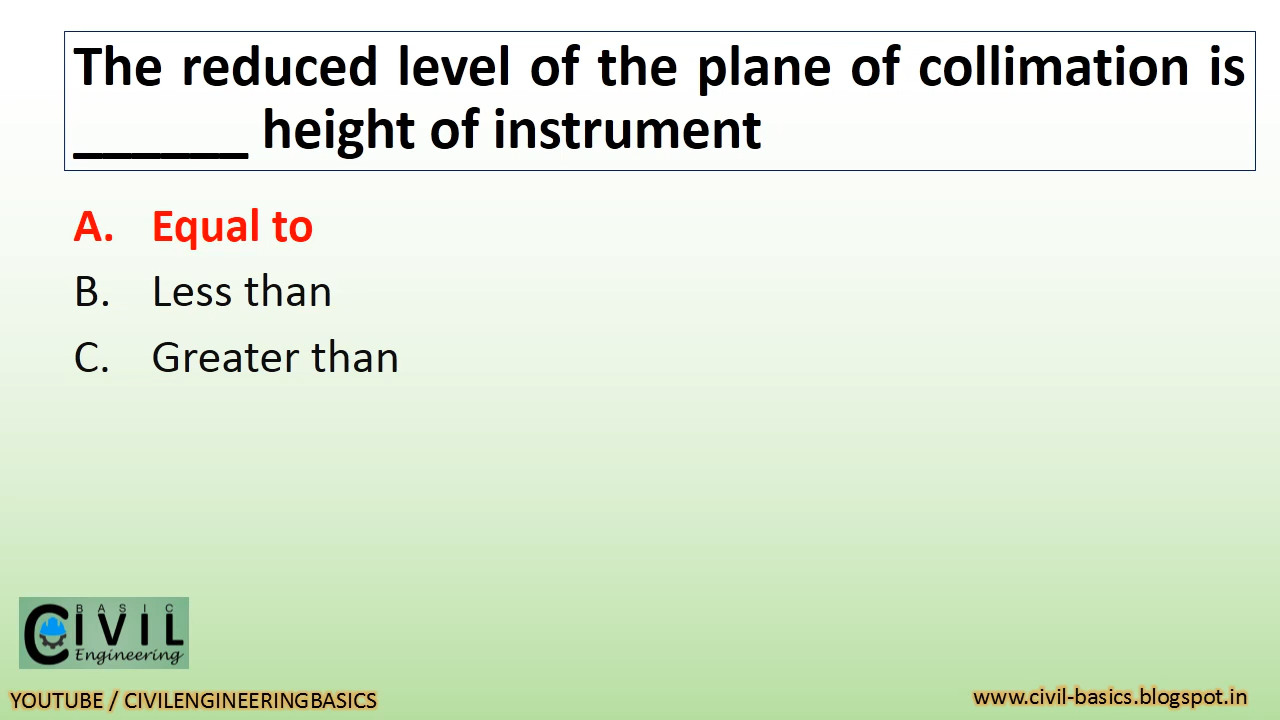 The reduced level of the plane of collimation is
______ height of instrument
A. Equal to
B. Less than
C. Greater than
BASIC
CIVIL
Engineering
YOUTUBE / CIVILENGINEERINGBASICS
www.civil-basics.blogspot.in